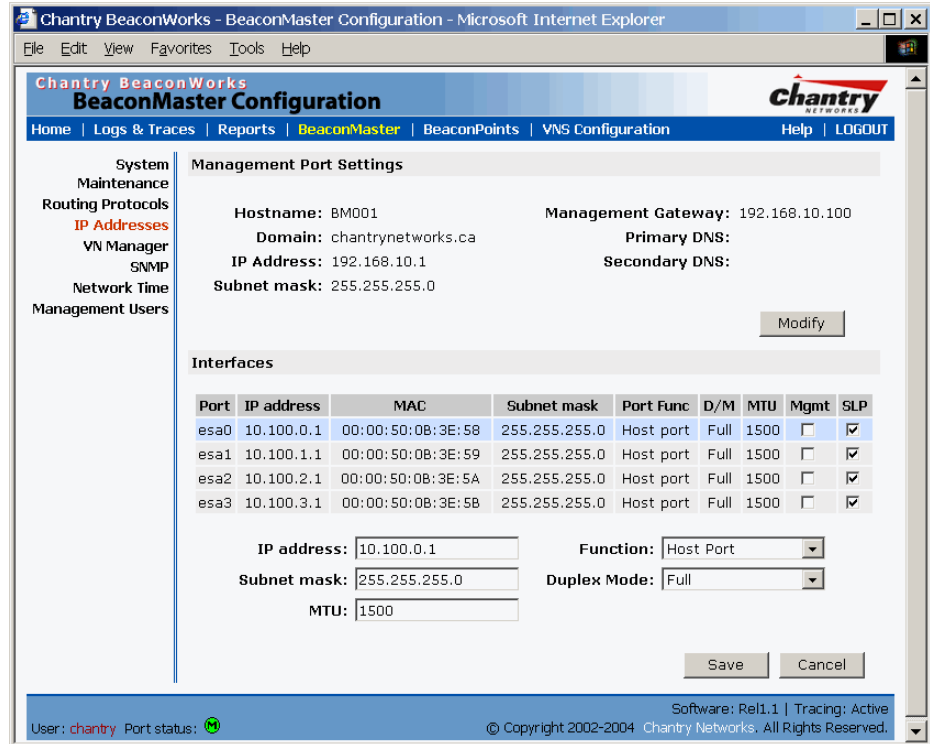 Chantry BeaconWorks - BeaconMaster Configuration - Microsoft Internet Explorer
File Edit View Favorites Tools Help
Chantry BeaconWorks
BeaconMaster Configuration
Chantry
NETWORKS
Home | Logs & Traces | Reports | BeaconMaster | BeaconPoints | VNS Configuration Help | LOGOUT
System Maintenance
Routing Protocols
IP Addresses
VN Manager
SNMP
Network Time
Management Users
Management Port Settings
Hostname: BM001 Management Gateway: 192.168.10.100
Domain: chantrynetworks.ca Primary DNS:
IP Address: 192.168.10.1 Secondary DNS:
Subnet mask: 255.255.255.0
Modify
Interfaces
Port IP address MAC Subnet mask Port Func D/M MTU Mgmt SLP
esa0 10.100.0.1 00:00:50:0B:3E:58 255.255.255.0 Host port Full 1500
esa1 10.100.1.1 00:00:50:0B:3E:59 255.255.255.0 Host port Full 1500
esa2 10.100.2.1 00:00:50:0B:3E:5A 255.255.255.0 Host port Full 1500
esa3 10.100.3.1 00:00:50:0B:3E:5B 255.255.255.0 Host port Full 1500
IP address: 10.100.0.1 Function: Host Port
Subnet mask: 255.255.255.0 Duplex Mode: Full
MTU: 1500
Save Cancel
Software: Rel1.1 | Tracing: Active
User: chantry Port status: M © Copyright 2002-2004 Chantry Networks. All Rights Reserved.